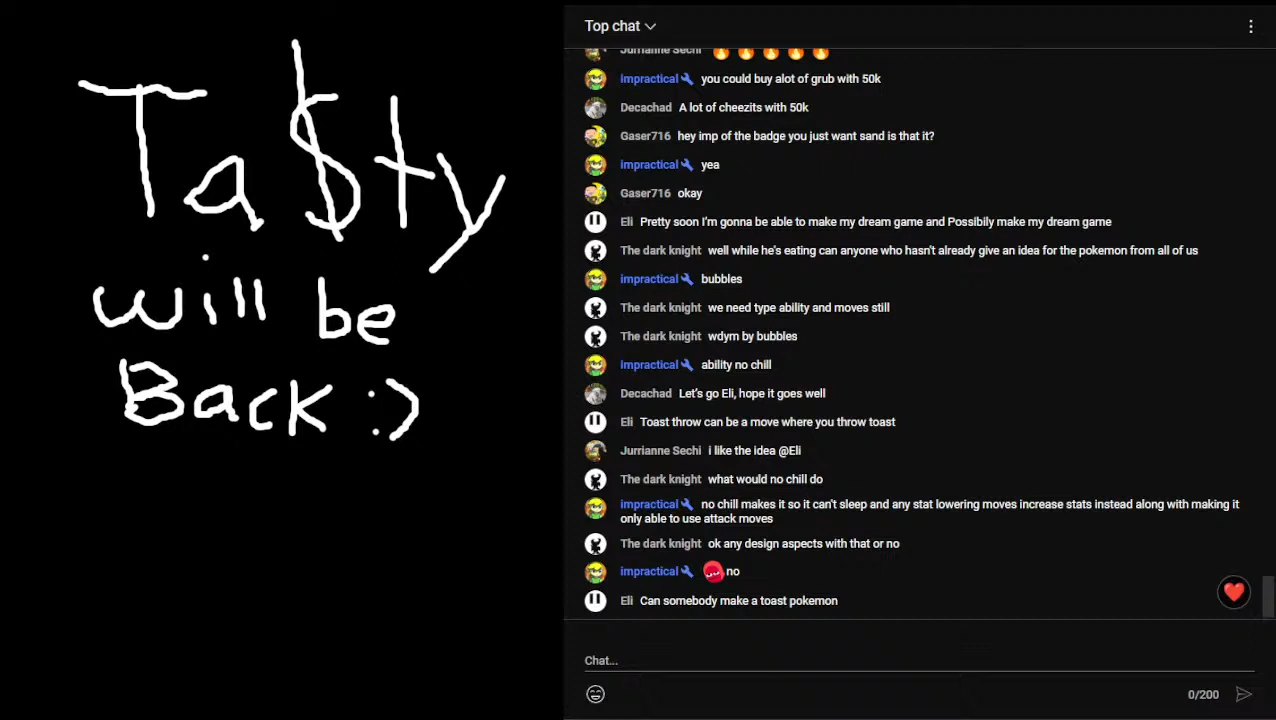 Ta$ty
will be
Back :)
Top chat
Jurrianne Sechi 🔥🔥🔥🔥🔥
impractical you could buy alot of grub with 50k
Decachad A lot of cheezits with 50k
Gaser716 hey imp of the badge you just want sand is that it?
impractical yea
Gaser716 okay
Eli Pretty soon I'm gonna be able to make my dream game and Possibily make my dream game
The dark knight well while he's eating can anyone who hasn't already give an idea for the pokemon from all of us
impractical bubbles
The dark knight we need type ability and moves still
The dark knight wdym by bubbles
impractical ability no chill
Decachad Let's go Eli, hope it goes well
Eli Toast throw can be a move where you throw toast
Jurrianne Sechi i like the idea @Eli
The dark knight what would no chill do
impractical no chill makes it so it can't sleep and any stat lowering moves increase stats instead along with making it
only able to use attack moves
The dark knight ok any design aspects with that or no
impractical no
Eli Can somebody make a toast pokemon
Chat...
0/200